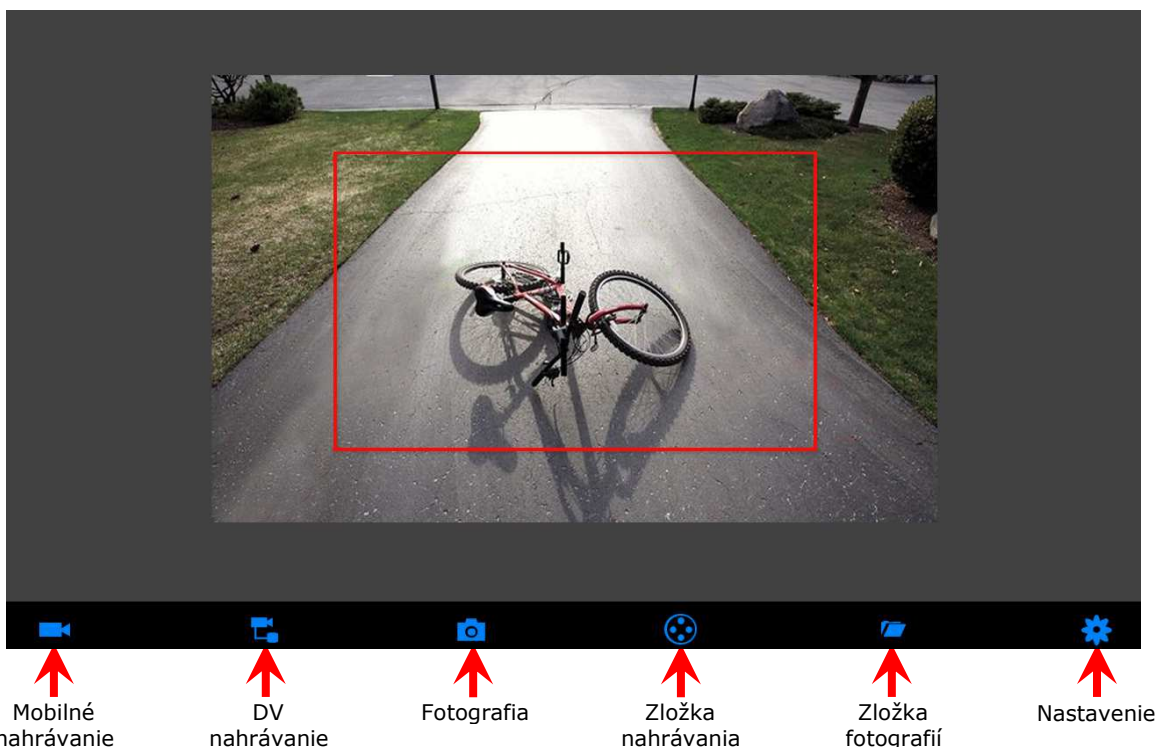 Mobilné
nahrávanie
DV
nahrávanie
Fotografia
Zložka
nahrávania
Zložka
fotografií
Nastavenie